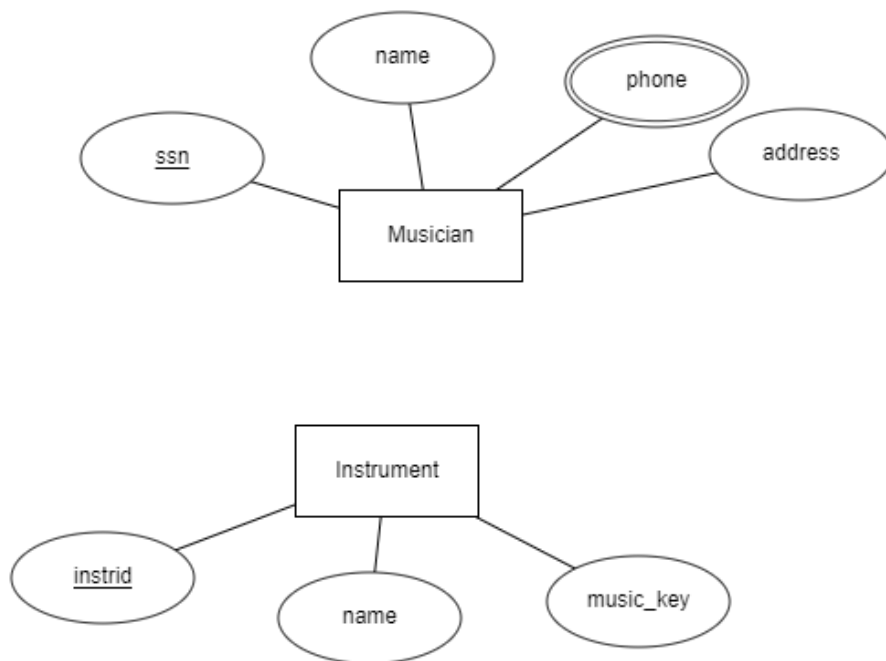 name
phone
ssn
address
Musician
Instrument
instrid
name
music_key